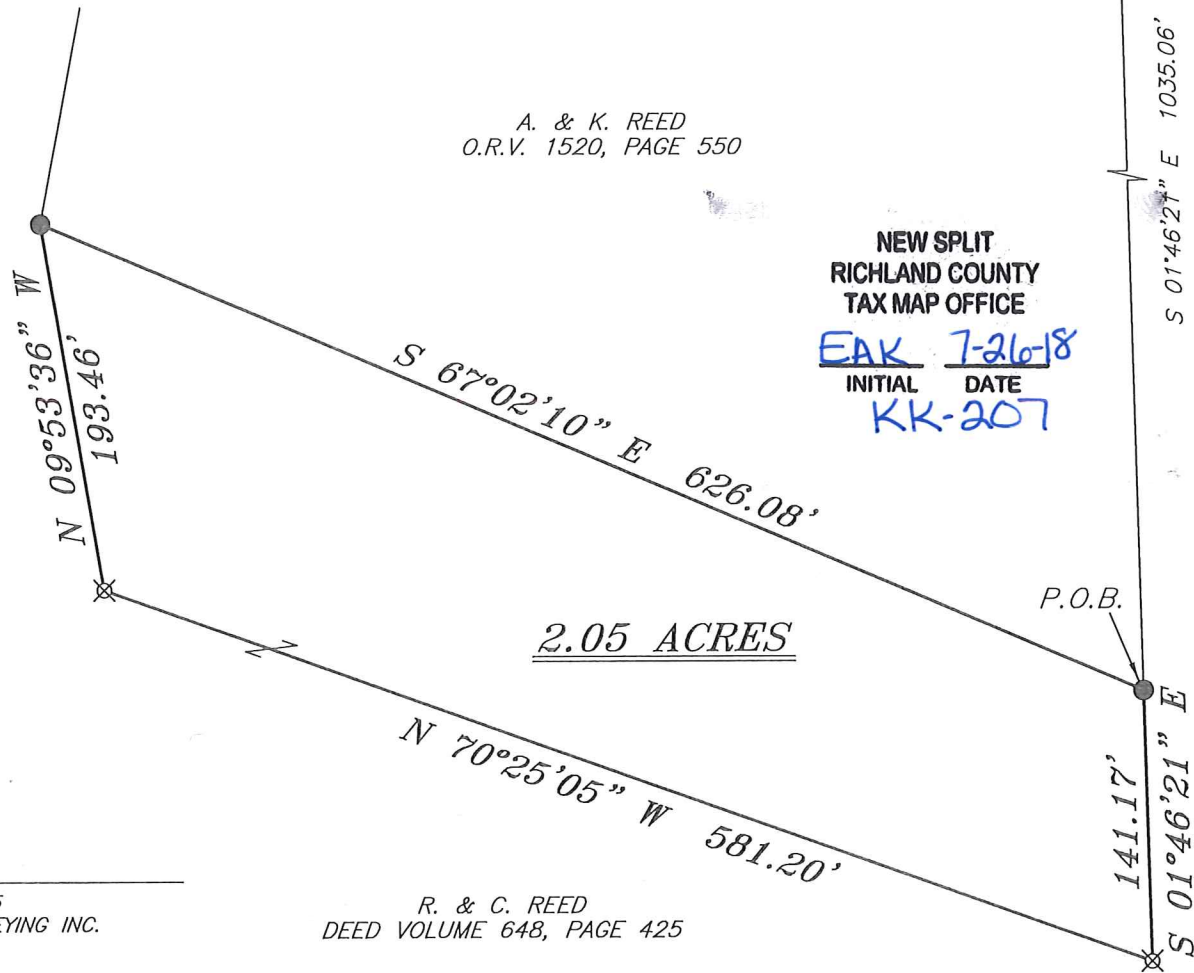 A. & K. REED
O.R.V. 1520, PAGE 550
S 01°46'21" E 1035.06'
NEW SPLIT
RICHLAND COUNTY
TAX MAP OFFICE
EAK 7-26-18
INITIAL DATE
KK-207
N 09°53'36" W
193.46'
S 67°02'10" E 626.08'
P.O.B.
2.05 ACRES
N 70°25'05" W 581.20'
141.17'
S 01°46'21" E
EYING INC.
R. & C. REED
DEED VOLUME 648, PAGE 425